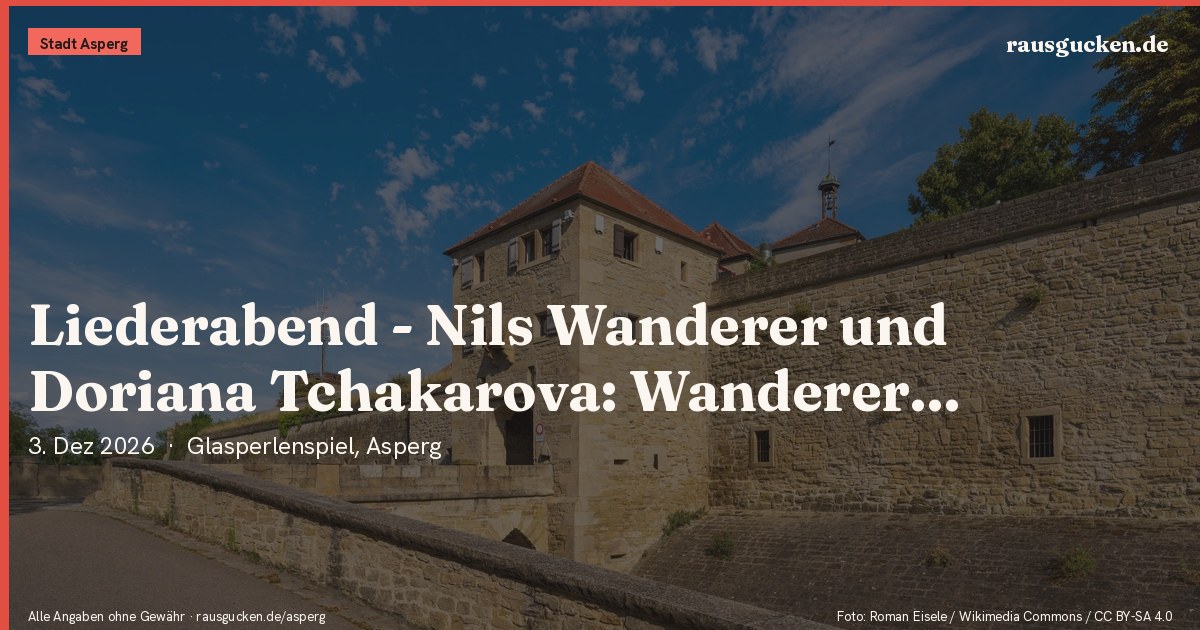 Stadt Asperg
rausgucken.de
Liederabend - Nils Wanderer und
Doriana Tchakarova: Wanderer...
3. Dez 2026 · Glasperlenspiel, Asperg
Alle Angaben ohne Gewähr · rausgucken.de/asperg
Foto: Roman Eisele / Wikimedia Commons / CC BY-SA 4.0